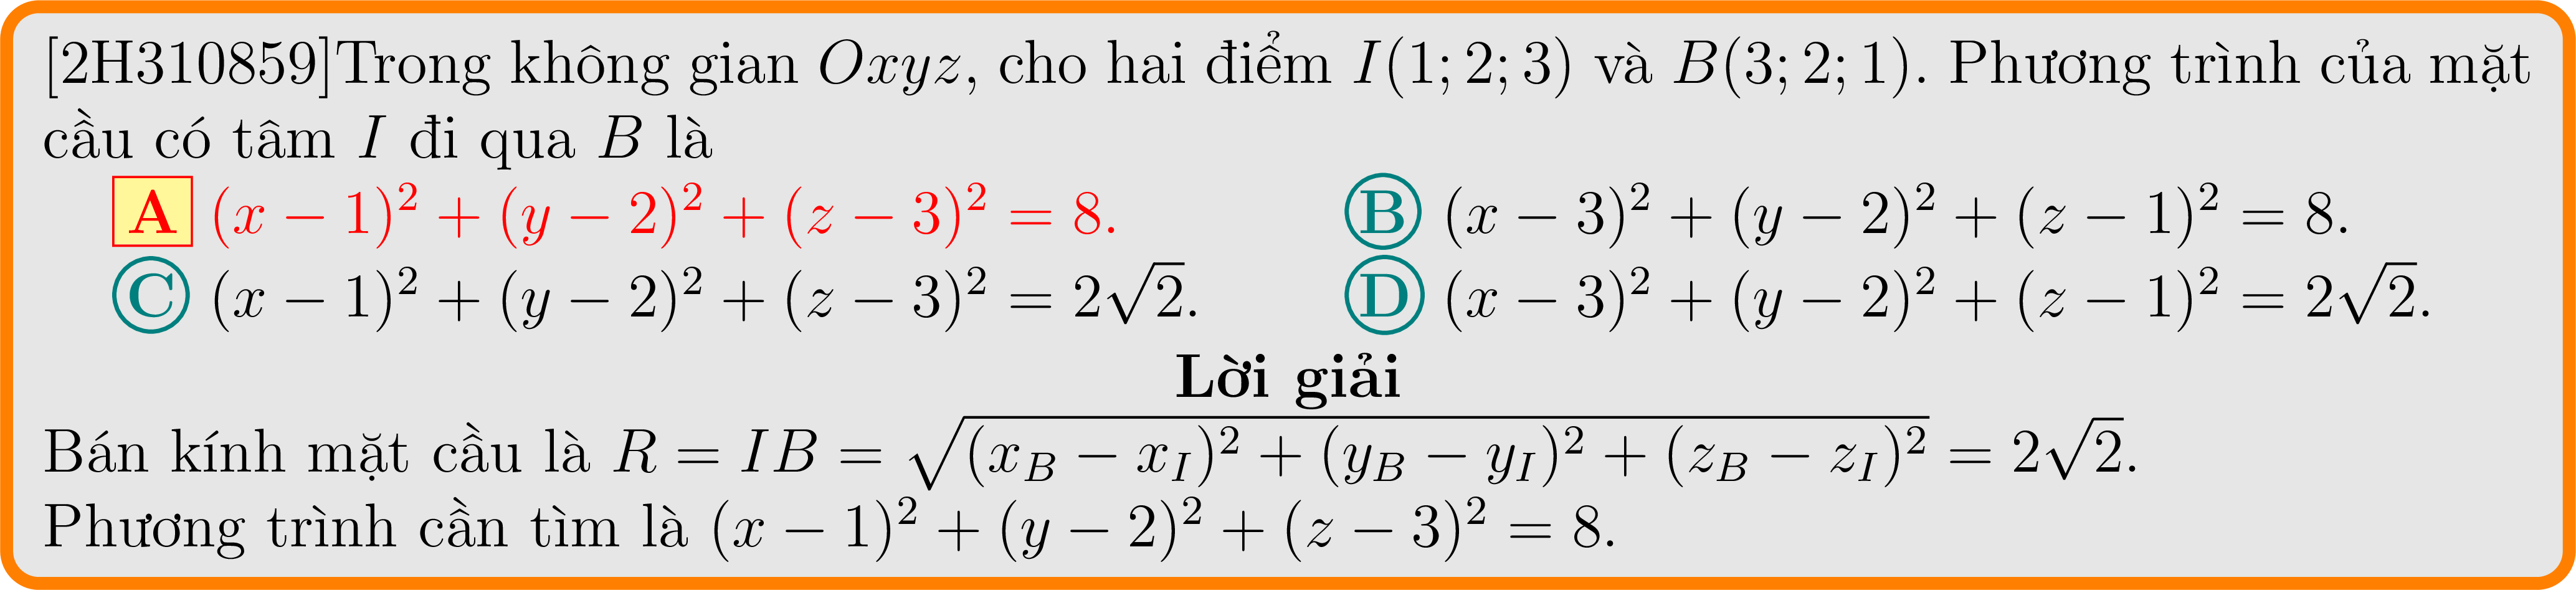 [2H310859]Trong không gian Oxyz, cho hai điểm I(1; 2; 3) và B(3; 2; 1). Phương trình của mặt
cầu có tâm I đi qua B là
A (x − 1)² + (y − 2)² + (z − 3)² = 8. B (x − 3)² + (y − 2)² + (z − 1)² = 8.
C (x − 1)² + (y − 2)² + (z − 3)² = 2√2. D (x − 3)² + (y − 2)² + (z − 1)² = 2√2.
Lời giải
Bán kính mặt cầu là R = IB = √((x_B − x_I)² + (y_B − y_I)² + (z_B − z_I)²) = 2√2.
Phương trình cần tìm là (x − 1)² + (y − 2)² + (z − 3)² = 8.